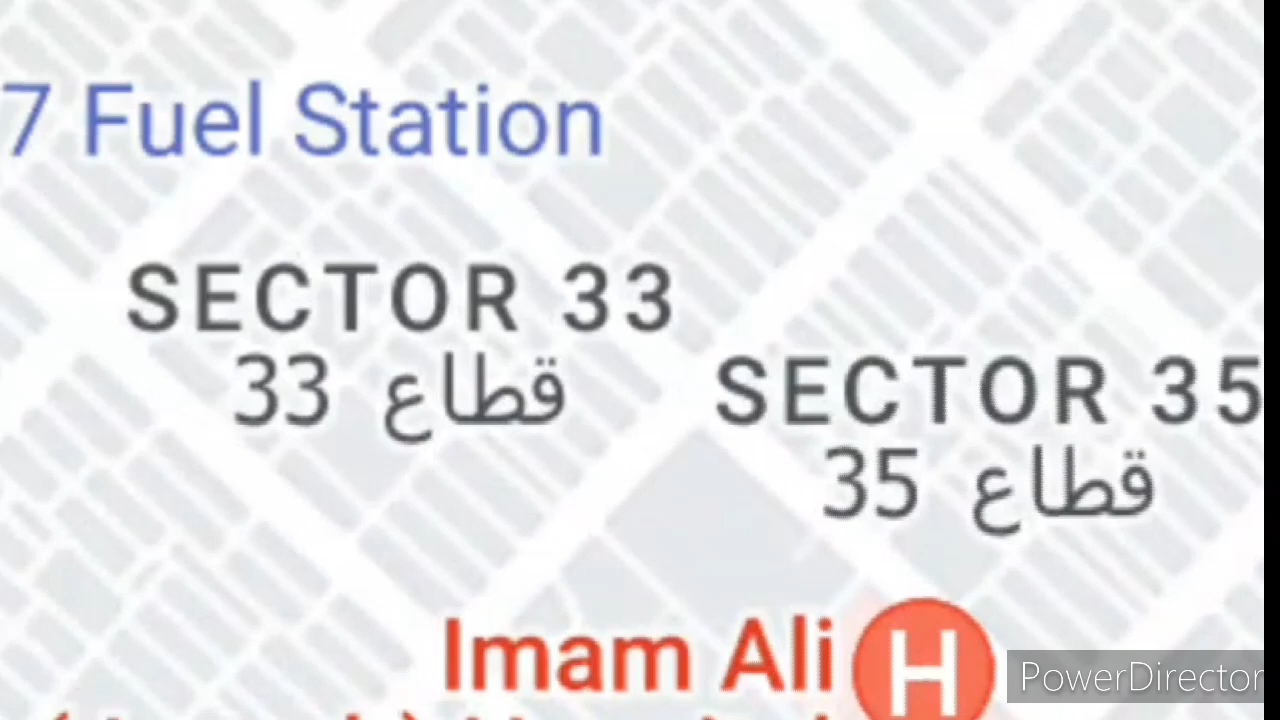 7 Fuel Station
SECTOR 33
قطاع 33
SECTOR 35
قطاع 35
Imam Ali
H
PowerDirector